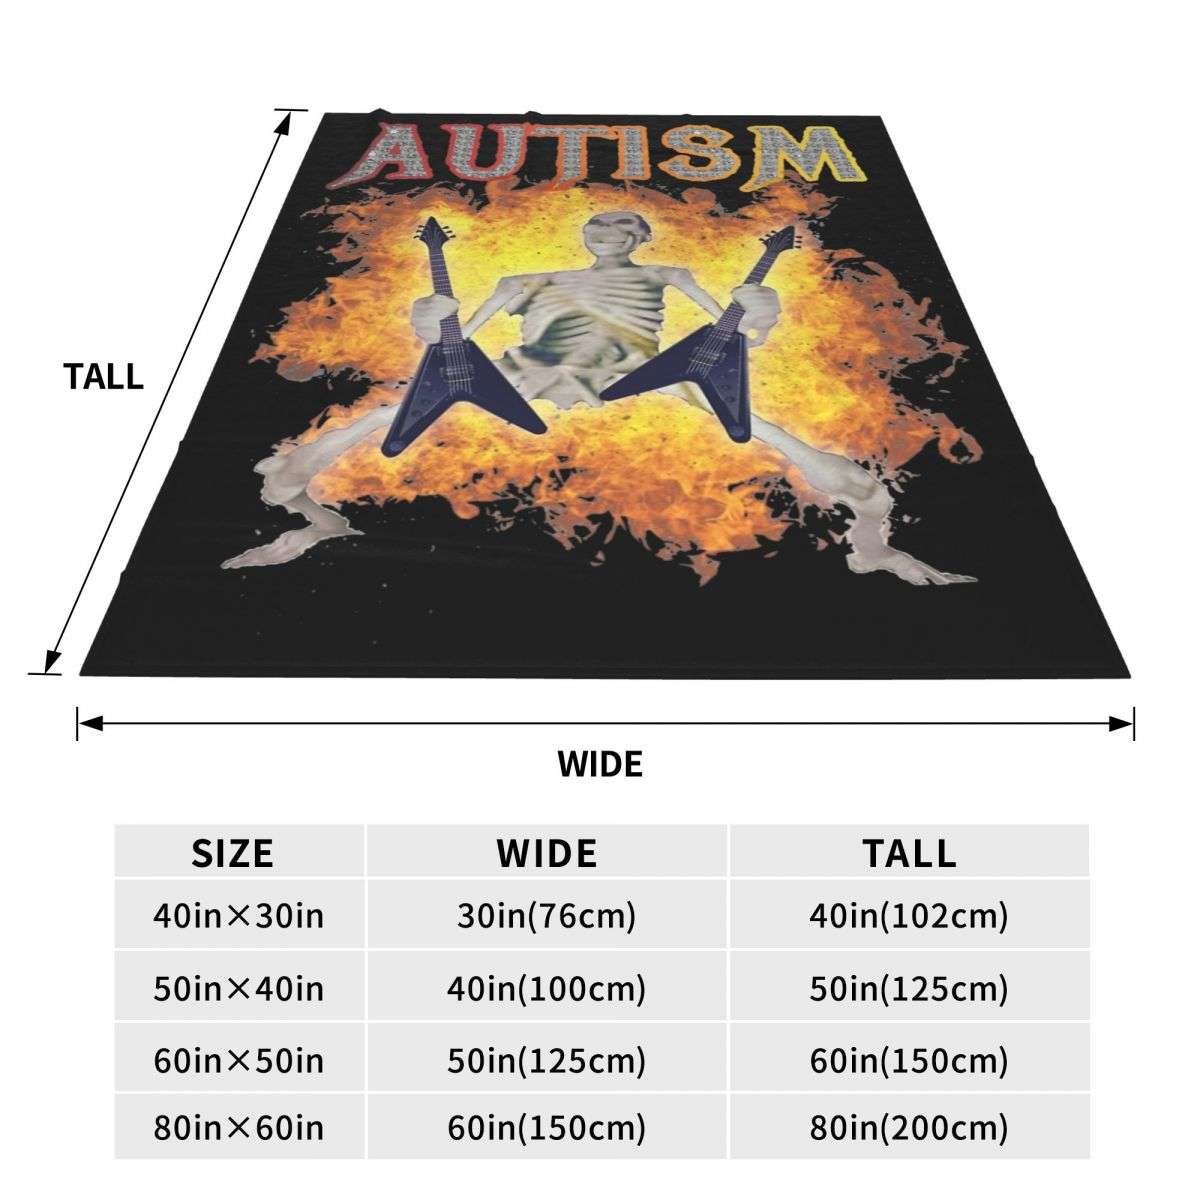 AUTISM
TALL
WIDE
SIZE WIDE TALL
40in×30in 30in(76cm) 40in(102cm)
50in×40in 40in(100cm) 50in(125cm)
60in×50in 50in(125cm) 60in(150cm)
80in×60in 60in(150cm) 80in(200cm)